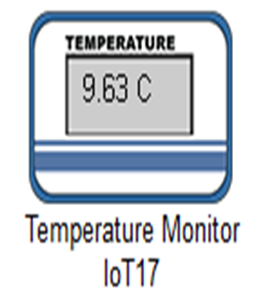 TEMPERATURE
9.63 C
Temperature Monitor
IoT17